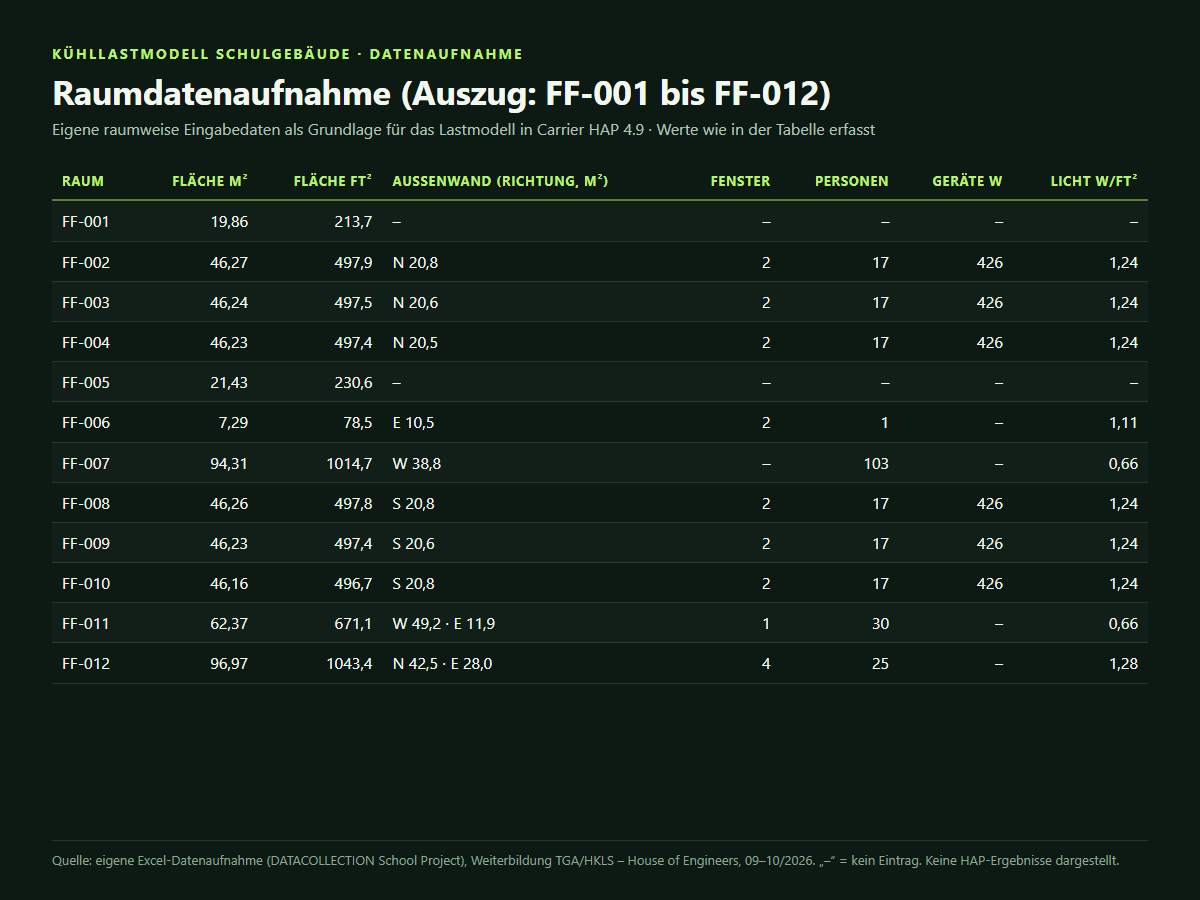 KÜHLLASTMODELL SCHULGEBÄUDE · DATENAUFNAHME
Raumdatenaufnahme (Auszug: FF-001 bis FF-012)
Eigene raumweise Eingabedaten als Grundlage für das Lastmodell in Carrier HAP 4.9 · Werte wie in der Tabelle erfasst
RAUM FLÄCHE M² FLÄCHE FT² AUSSENWAND (RICHTUNG, M²) FENSTER PERSONEN GERÄTE W LICHT W/FT²
FF-001 19,86 213,7 – – – – –
FF-002 46,27 497,9 N 20,8 2 17 426 1,24
FF-003 46,24 497,5 N 20,6 2 17 426 1,24
FF-004 46,23 497,4 N 20,5 2 17 426 1,24
FF-005 21,43 230,6 – – – – –
FF-006 7,29 78,5 E 10,5 2 1 – 1,11
FF-007 94,31 1014,7 W 38,8 – 103 – 0,66
FF-008 46,26 497,8 S 20,8 2 17 426 1,24
FF-009 46,23 497,4 S 20,6 2 17 426 1,24
FF-010 46,16 496,7 S 20,8 2 17 426 1,24
FF-011 62,37 671,1 W 49,2 · E 11,9 1 30 – 0,66
FF-012 96,97 1043,4 N 42,5 · E 28,0 4 25 – 1,28
Quelle: eigene Excel-Datenaufnahme (DATACOLLECTION School Project), Weiterbildung TGA/HKLS – House of Engineers, 09–10/2026. „–“ = kein Eintrag. Keine HAP-Ergebnisse dargestellt.